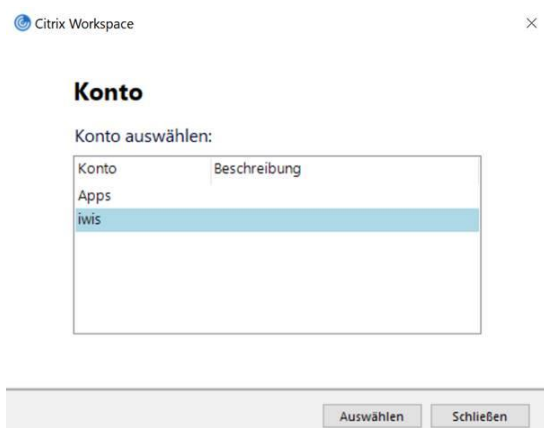 Citrix Workspace
Konto
Konto auswählen:
Konto Beschreibung
Apps
iwis
Auswählen Schließen